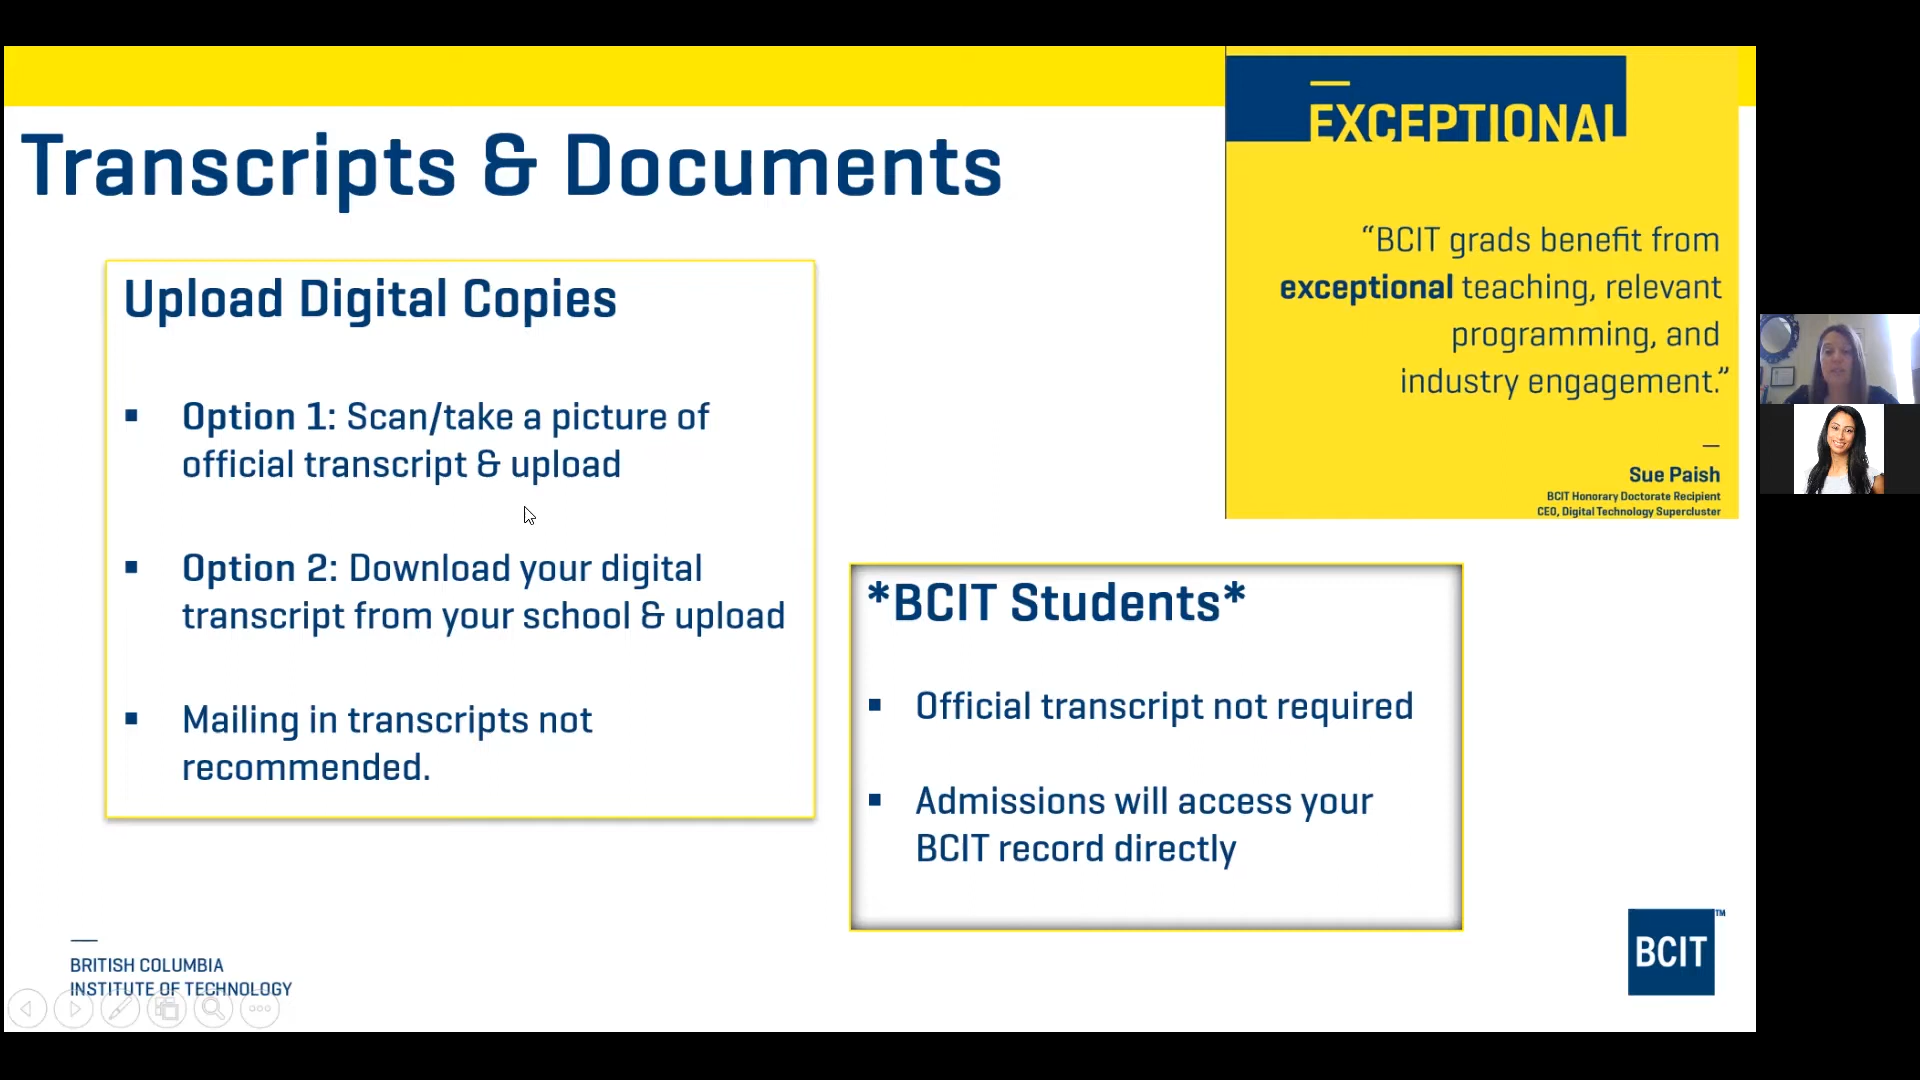 EXCEPTIONAL
Transcripts & Documents
“BCIT grads benefit from
exceptional teaching, relevant
programming, and
industry engagement.”
Sue Paish
BCIT Honorary Doctorate Recipient
CEO, Digital Technology Supercluster
Upload Digital Copies
▪ Option 1: Scan/take a picture of
official transcript & upload
▪ Option 2: Download your digital
transcript from your school & upload
▪ Mailing in transcripts not
recommended.
*BCIT Students*
▪ Official transcript not required
▪ Admissions will access your
BCIT record directly
BRITISH COLUMBIA
INSTITUTE OF TECHNOLOGY
BCIT™